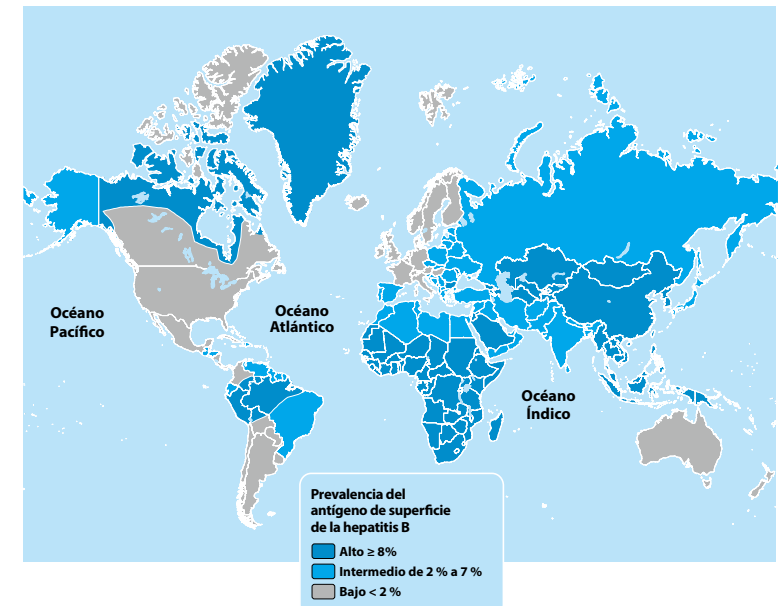 Océano
Pacífico
Océano
Atlántico
Océano
Índico
Prevalencia del
antígeno de superficie
de la hepatitis B
Alto ≥ 8%
Intermedio de 2 % a 7 %
Bajo < 2 %